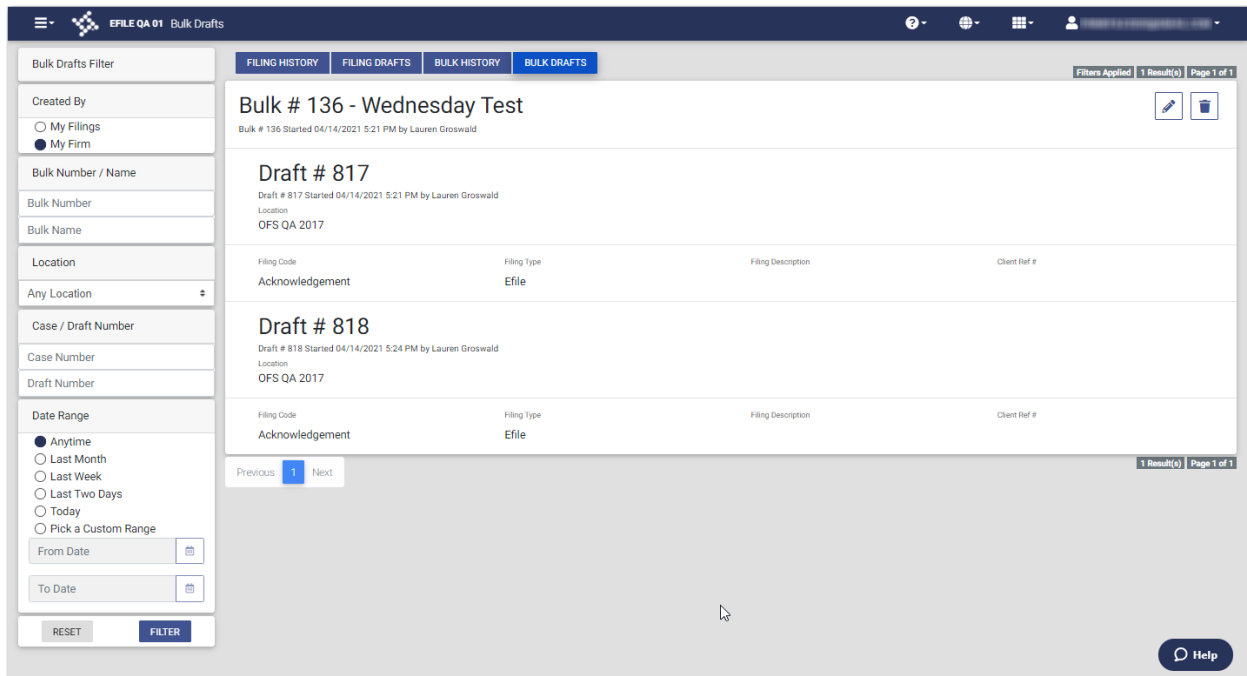 EFILE QA 01 Bulk Drafts
Bulk Drafts Filter
Created By
My Filings
My Firm
Bulk Number / Name
Bulk Number
Bulk Name
Location
Any Location
Case / Draft Number
Case Number
Draft Number
Date Range
Anytime
Last Month
Last Week
Last Two Days
Today
Pick a Custom Range
From Date
To Date
RESET FILTER
FILING HISTORY FILING DRAFTS BULK HISTORY BULK DRAFTS
Filters Applied 1 Result(s) Page 1 of 1
Bulk # 136 - Wednesday Test
Bulk # 136 Started 04/14/2021 5:21 PM by Lauren Groswald
Draft # 817
Draft # 817 Started 04/14/2021 5:21 PM by Lauren Groswald
Location
OFS QA 2017
Filing Code Filing Type Filing Description Client Ref #
Acknowledgement Efile
Draft # 818
Draft # 818 Started 04/14/2021 5:24 PM by Lauren Groswald
Location
OFS QA 2017
Filing Code Filing Type Filing Description Client Ref #
Acknowledgement Efile
Previous 1 Next
1 Result(s) Page 1 of 1
Help